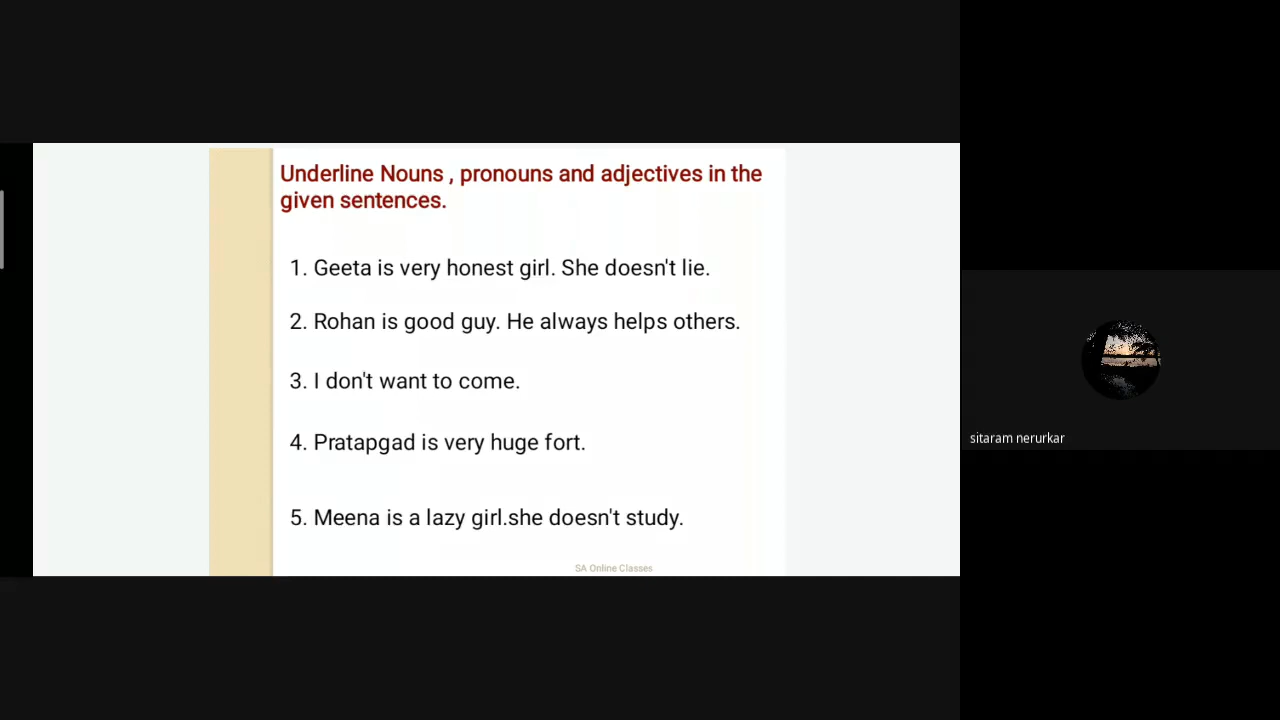 Underline Nouns , pronouns and adjectives in the
given sentences.
1. Geeta is very honest girl. She doesn't lie.
2. Rohan is good guy. He always helps others.
3. I don't want to come.
4. Pratapgad is very huge fort.
5. Meena is a lazy girl.she doesn't study.
SA Online Classes
sitaram nerurkar